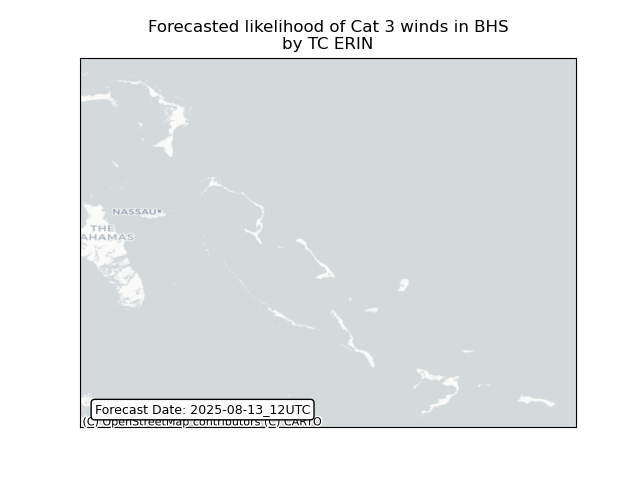 Forecasted likelihood of Cat 3 winds in BHS
by TC ERIN
NASSAU
THE
AHAMAS
Forecast Date: 2025-08-13_12UTC
(C) OpenStreetMap contributors (C) CARTO